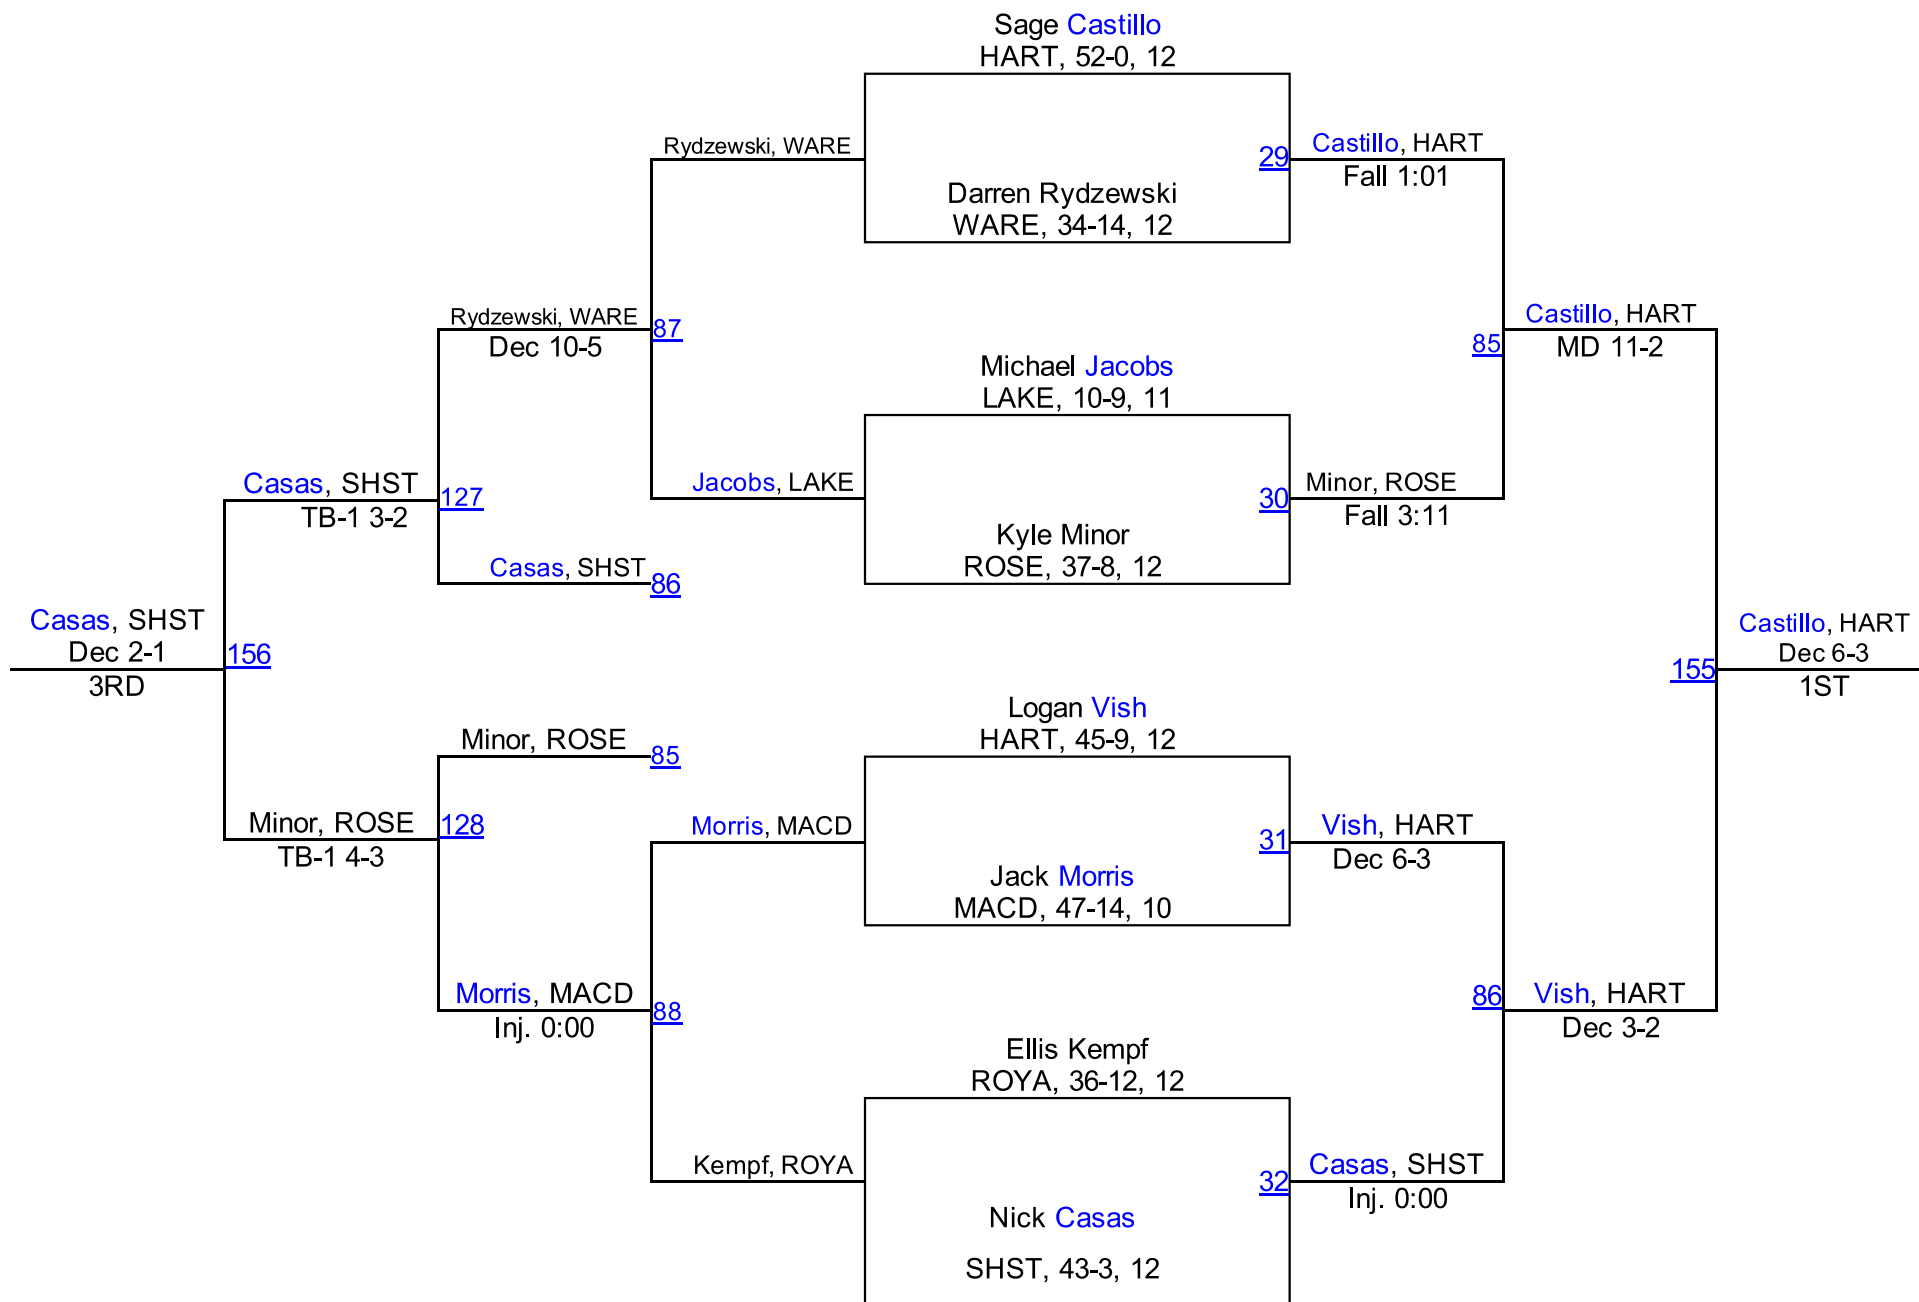 Sage Castillo
HART, 52-0, 12
Rydzewski, WARE
29
Castillo, HART
Fall 1:01
Darren Rydzewski
WARE, 34-14, 12
Rydzewski, WARE
Dec 10-5
87
Castillo, HART
MD 11-2
85
Michael Jacobs
LAKE, 10-9, 11
Casas, SHST
TB-1 3-2
127
Jacobs, LAKE
30
Minor, ROSE
Fall 3:11
Kyle Minor
ROSE, 37-8, 12
Casas, SHST
86
Casas, SHST
Dec 2-1
3RD
156
155
Castillo, HART
Dec 6-3
1ST
Logan Vish
HART, 45-9, 12
Minor, ROSE
85
Minor, ROSE
TB-1 4-3
128
Morris, MACD
31
Vish, HART
Dec 6-3
Jack Morris
MACD, 47-14, 10
Morris, MACD
Inj. 0:00
88
86
Vish, HART
Dec 3-2
Ellis Kempf
ROYA, 36-12, 12
Kempf, ROYA
32
Casas, SHST
Inj. 0:00
Nick Casas
SHST, 43-3, 12